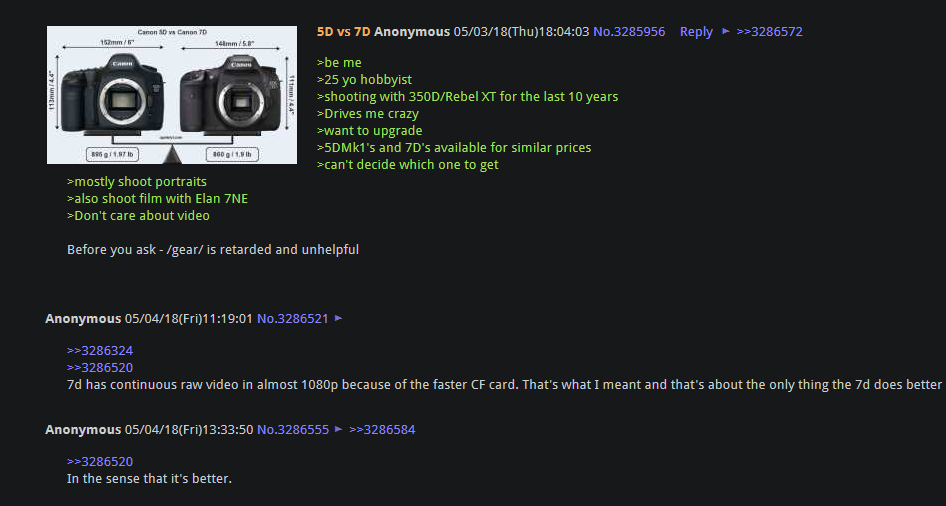 Canon 5D vs Canon 7D
152mm / 6"
148mm / 5.8"
113mm / 4.4"
111mm / 4.4"
Canon
Canon
895 g / 1.97 lb
860 g / 1.9 lb
5D vs 7D Anonymous 05/03/18(Thu)18:04:03 No.3285956 Reply ► >>3286572
>be me
>25 yo hobbyist
>shooting with 350D/Rebel XT for the last 10 years
>Drives me crazy
>want to upgrade
>5DMk1's and 7D's available for similar prices
>can't decide which one to get
>mostly shoot portraits
>also shoot film with Elan 7NE
>Don't care about video
Before you ask - /gear/ is retarded and unhelpful
Anonymous 05/04/18(Fri)11:19:01 No.3286521 ►
>>3286324
>>3286520
7d has continuous raw video in almost 1080p because of the faster CF card. That's what I meant and that's about the only thing the 7d does better
Anonymous 05/04/18(Fri)13:33:50 No.3286555 ► >>3286584
>>3286520
In the sense that it's better.